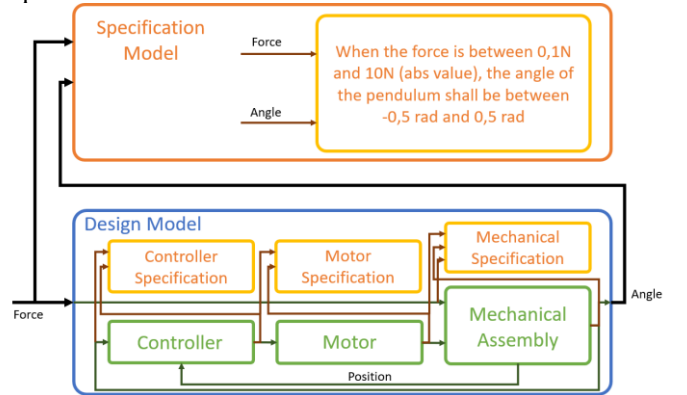 Specification
Model
Force
Angle
When the force is between 0,1N
and 10N (abs value), the angle of
the pendulum shall be between
-0,5 rad and 0,5 rad
Design Model
Controller
Specification
Motor
Specification
Mechanical
Specification
Force
Angle
Controller
Motor
Mechanical
Assembly
Position